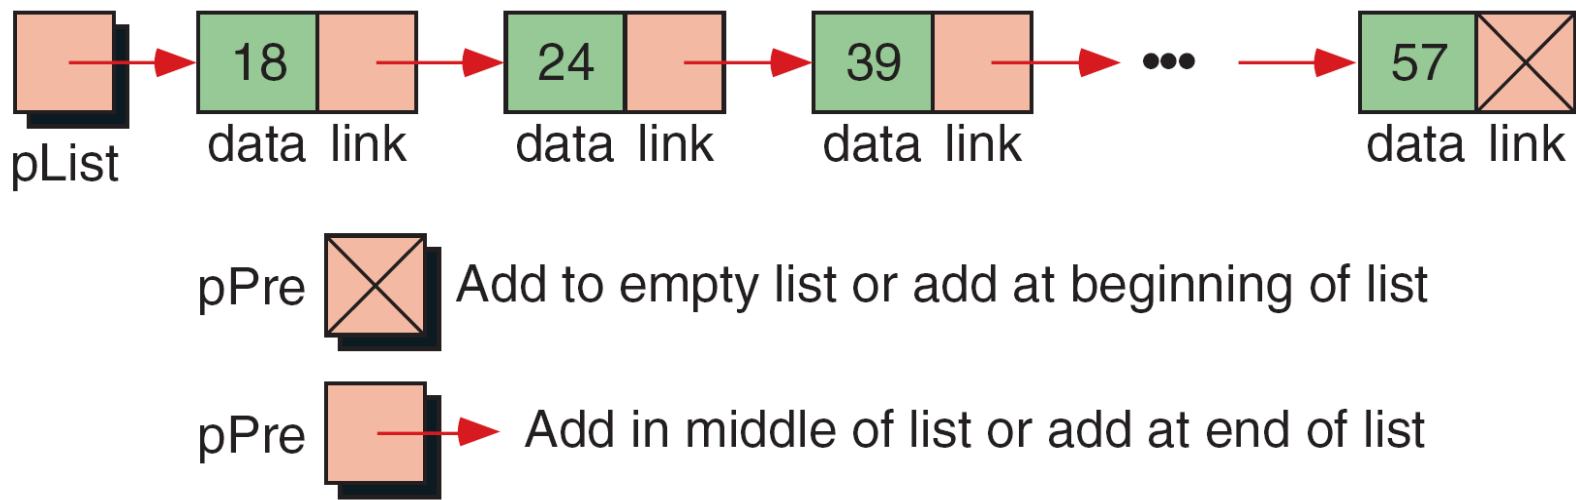 18 24 39 ••• 57
data link data link data link data link
pList
pPre Add to empty list or add at beginning of list
pPre Add in middle of list or add at end of list